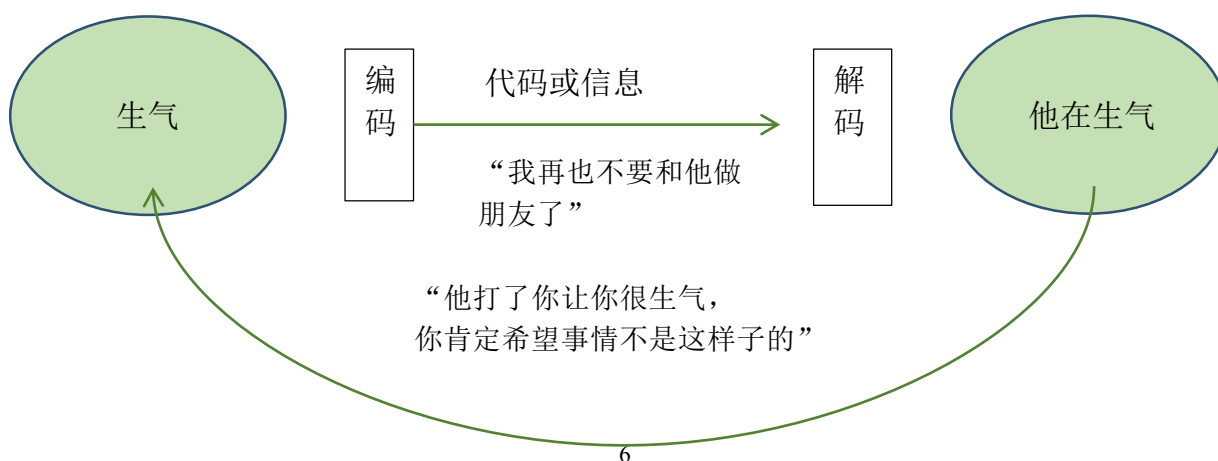 生气
编
码
代码或信息
解
码
他在生气
“我再也不要和他做
朋友了”
“他打了你让你很生气，
你肯定希望事情不是这样子的”
6